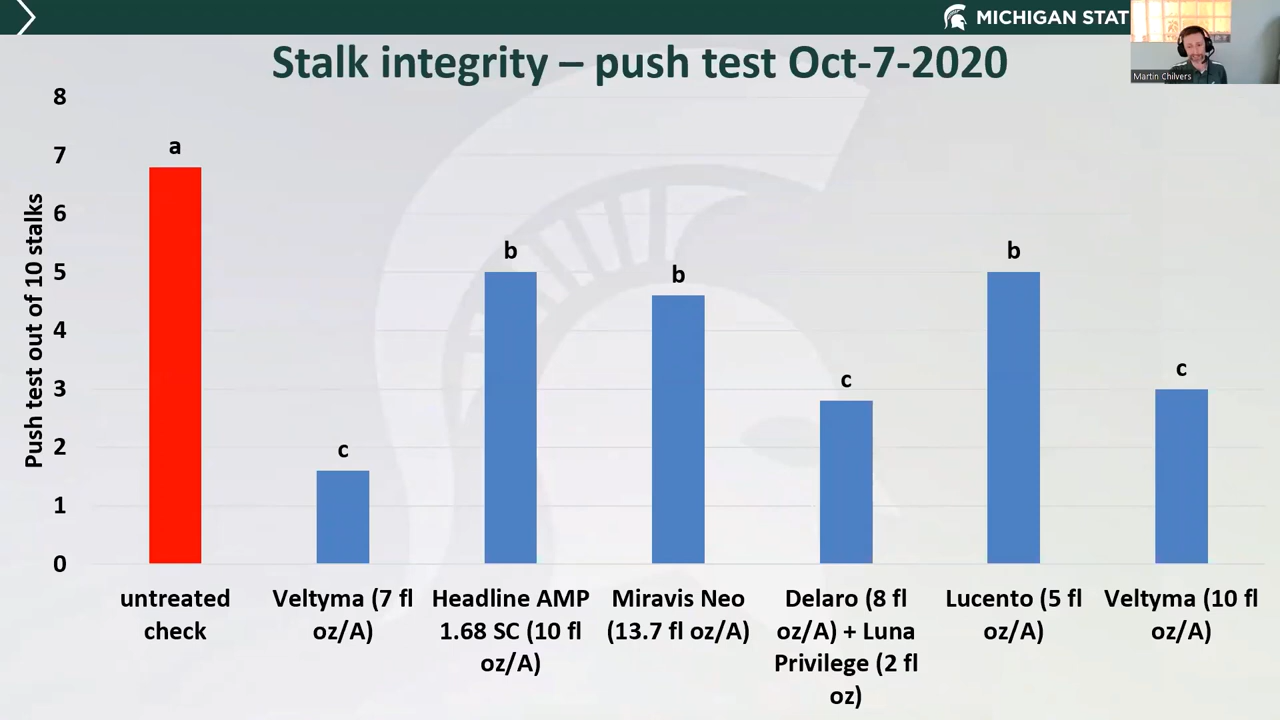 MICHIGAN STAT
Martin Chilvers
Stalk integrity – push test Oct-7-2020
Push test out of 10 stalks
8
7
6
5
4
3
2
1
0
a
c
b
b
c
b
c
untreated
check
Veltyma (7 fl
oz/A)
Headline AMP
1.68 SC (10 fl
oz/A)
Miravis Neo
(13.7 fl oz/A)
Delaro (8 fl
oz/A) + Luna
Privilege (2 fl
oz)
Lucento (5 fl
oz/A)
Veltyma (10 fl
oz/A)